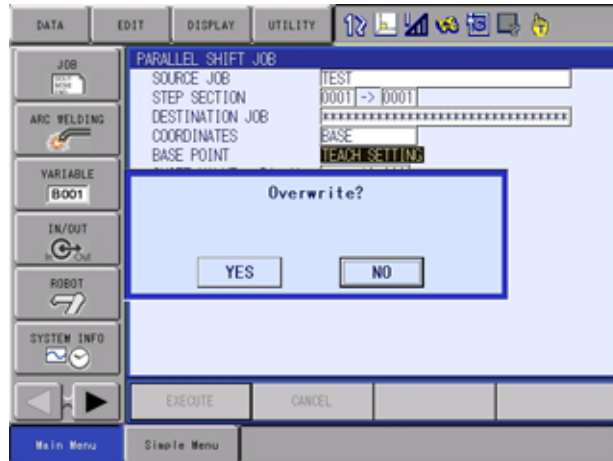 DATA EDIT DISPLAY UTILITY
JOB
ARC WELDING
VARIABLE
B001
IN/OUT
In Out
ROBOT
SYSTEM INFO
PARALLEL SHIFT JOB
SOURCE JOB TEST
STEP SECTION 0001 -> 0001
DESTINATION JOB ********************************
COORDINATES BASE
BASE POINT TEACH SETTING
Overwrite?
YES NO
EXECUTE CANCEL
Main Menu Simple Menu